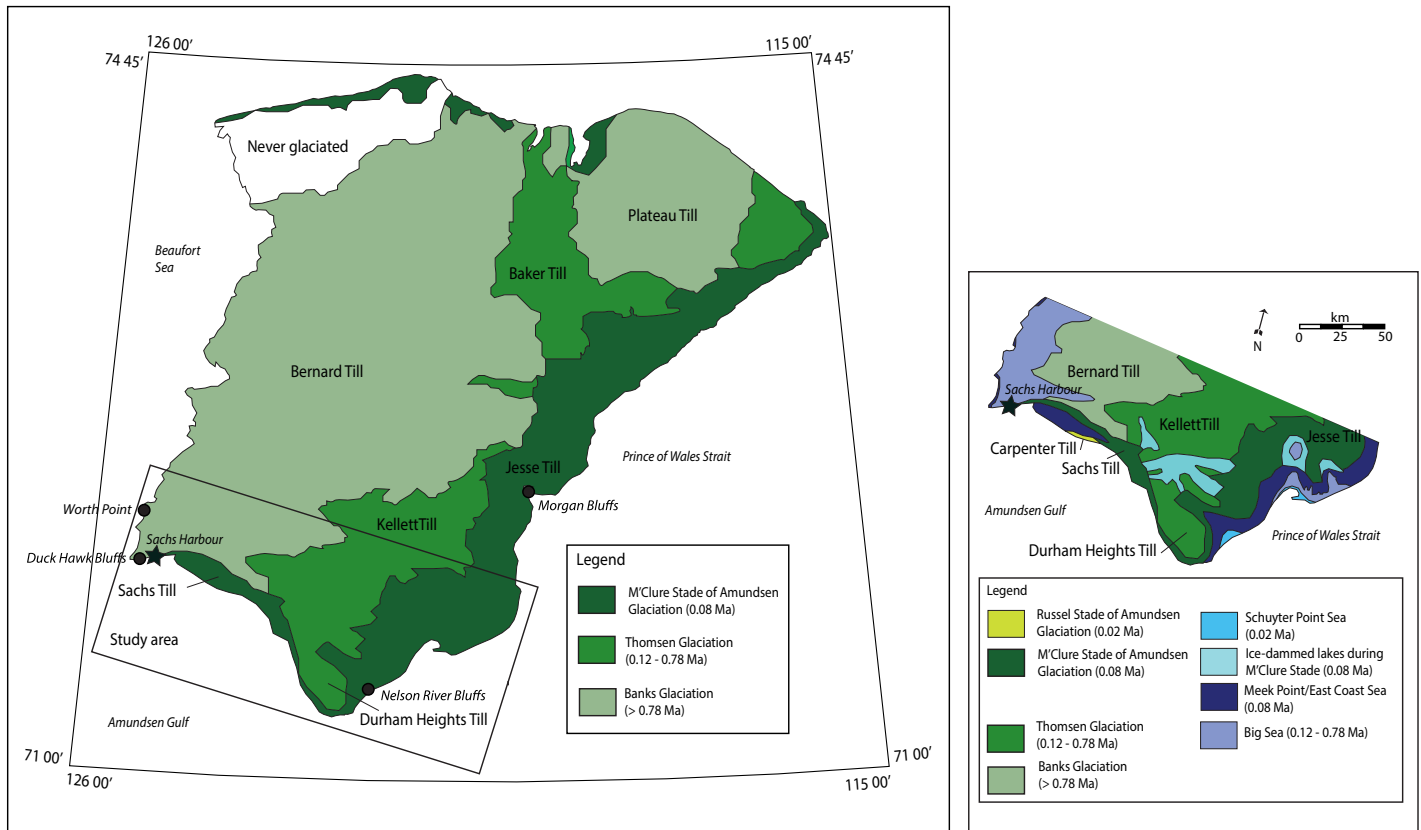 126 00’
115 00’
74 45’
74 45’
Never glaciated
Plateau Till
Beaufort
Sea
Baker Till
Bernard Till
Prince of Wales Strait
Jesse Till
Morgan Bluffs
Worth Point
KellettTill
Sachs Harbour
Duck Hawk Bluffs
Sachs Till
Study area
Nelson River Bluffs
Durham Heights Till
Amundsen Gulf
71 00’
71 00’
126 00’
115 00’
Legend
M’Clure Stade of Amundsen
Glaciation (0.08 Ma)
Thomsen Glaciation
(0.12 - 0.78 Ma)
Banks Glaciation
(> 0.78 Ma)
km
0 25 50
N
Bernard Till
Sachs Harbour
KellettTill
Jesse Till
Carpenter Till
Sachs Till
Amundsen Gulf
Prince of Wales Strait
Durham Heights Till
Legend
Russel Stade of Amundsen
Glaciation (0.02 Ma)
M’Clure Stade of Amundsen
Glaciation (0.08 Ma)
Thomsen Glaciation
(0.12 - 0.78 Ma)
Banks Glaciation
(> 0.78 Ma)
Schuyter Point Sea
(0.02 Ma)
Ice-dammed lakes during
M’Clure Stade (0.08 Ma)
Meek Point/East Coast Sea
(0.08 Ma)
Big Sea (0.12 - 0.78 Ma)